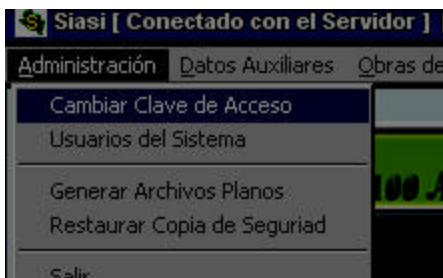 Siasi [ Conectado con el Servidor ]
Administración Datos Auxiliares Obras de
Cambiar Clave de Acceso
Usuarios del Sistema
Generar Archivos Planos
Restaurar Copia de Seguriad
Salir